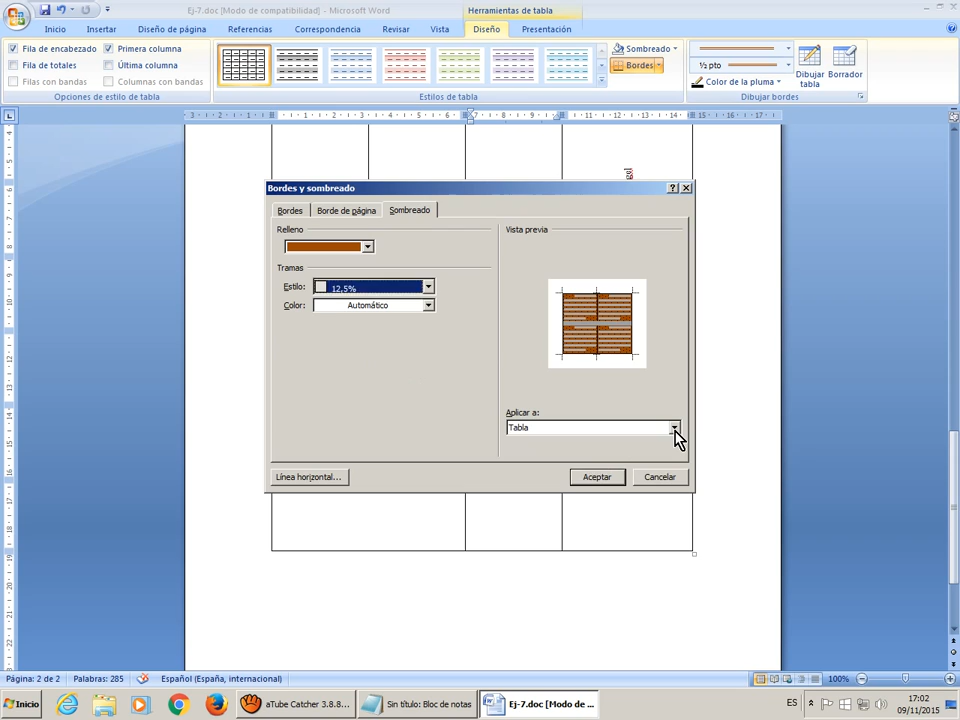 Ej-7.doc [Modo de compatibilidad] - Microsoft Word
Herramientas de tabla
Inicio Insertar Diseño de página Referencias Correspondencia Revisar Vista Diseño Presentación
Fila de encabezado Primera columna
Fila de totales Última columna
Filas con bandas Columnas con bandas
Opciones de estilo de tabla
Estilos de tabla
Sombreado
Bordes
½ pto
Color de la pluma
Dibujar tabla
Borrador
Dibujar bordes
Bordes y sombreado
Bordes Borde de página Sombreado
Relleno
Tramas
Estilo: 12,5%
Color: Automático
Vista previa
Aplicar a:
Tabla
Línea horizontal...
Aceptar Cancelar
Página: 2 de 2 Palabras: 285 Español (España, internacional) 100%
Inicio aTube Catcher 3.8.8... Sin título: Bloc de notas Ej-7.doc [Modo de ... ES 17:02
09/11/2015